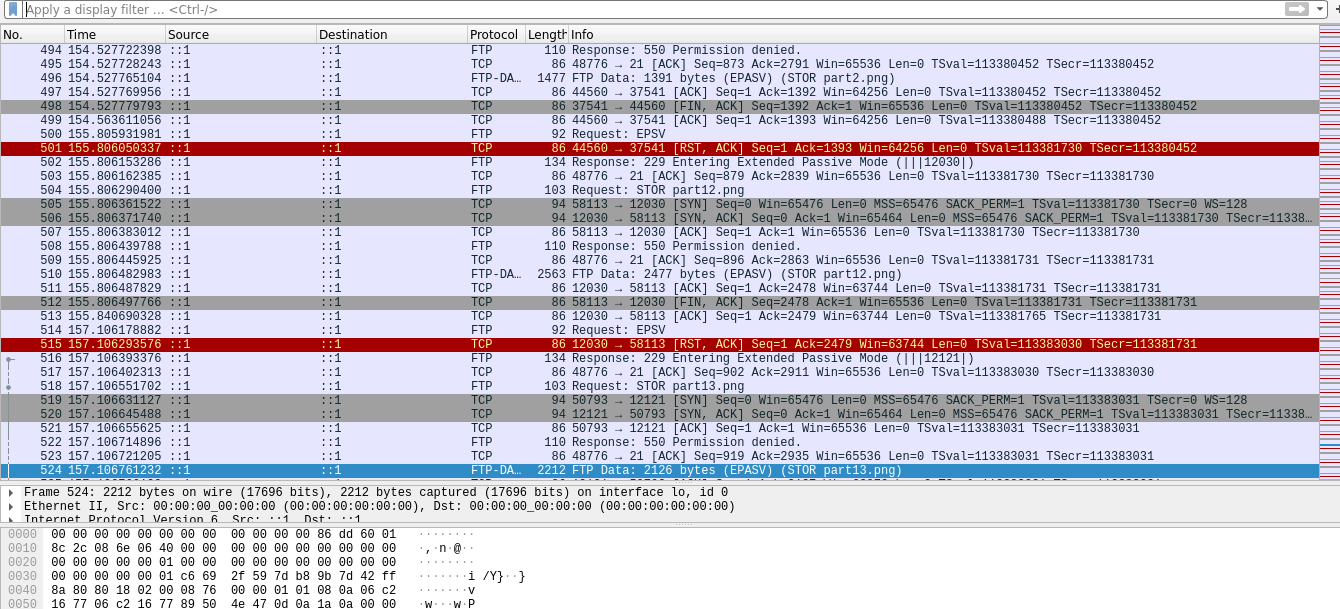 Apply a display filter … <Ctrl-/>
No. Time Source Destination Protocol Length Info
494 154.527722398 ::1 ::1 FTP 110 Response: 550 Permission denied.
495 154.527728243 ::1 ::1 TCP 86 48776 → 21 [ACK] Seq=873 Ack=2791 Win=65536 Len=0 TSval=113380452 TSecr=113380452
496 154.527765104 ::1 ::1 FTP-DA… 1477 FTP Data: 1391 bytes (EPASV) (STOR part2.png)
497 154.527769956 ::1 ::1 TCP 86 44560 → 37541 [ACK] Seq=1 Ack=1392 Win=64256 Len=0 TSval=113380452 TSecr=113380452
498 154.527779793 ::1 ::1 TCP 86 37541 → 44560 [FIN, ACK] Seq=1392 Ack=1 Win=65536 Len=0 TSval=113380452 TSecr=113380452
499 154.563611056 ::1 ::1 TCP 86 44560 → 37541 [ACK] Seq=1 Ack=1393 Win=64256 Len=0 TSval=113380488 TSecr=113380452
500 155.805931981 ::1 ::1 FTP 92 Request: EPSV
501 155.806050337 ::1 ::1 TCP 86 44560 → 37541 [RST, ACK] Seq=1 Ack=1393 Win=64256 Len=0 TSval=113381730 TSecr=113380452
502 155.806153286 ::1 ::1 FTP 134 Response: 229 Entering Extended Passive Mode (|||12030|)
503 155.806162385 ::1 ::1 TCP 86 48776 → 21 [ACK] Seq=879 Ack=2839 Win=65536 Len=0 TSval=113381730 TSecr=113381730
504 155.806290400 ::1 ::1 FTP 103 Request: STOR part12.png
505 155.806361522 ::1 ::1 TCP 94 58113 → 12030 [SYN] Seq=0 Win=65476 Len=0 MSS=65476 SACK_PERM=1 TSval=113381730 TSecr=0 WS=128
506 155.806371740 ::1 ::1 TCP 94 12030 → 58113 [SYN, ACK] Seq=0 Ack=1 Win=65464 Len=0 MSS=65476 SACK_PERM=1 TSval=113381730 TSecr=11338…
507 155.806383012 ::1 ::1 TCP 86 58113 → 12030 [ACK] Seq=1 Ack=1 Win=65536 Len=0 TSval=113381730 TSecr=113381730
508 155.806439788 ::1 ::1 FTP 110 Response: 550 Permission denied.
509 155.806445925 ::1 ::1 TCP 86 48776 → 21 [ACK] Seq=896 Ack=2863 Win=65536 Len=0 TSval=113381731 TSecr=113381731
510 155.806482983 ::1 ::1 FTP-DA… 2563 FTP Data: 2477 bytes (EPASV) (STOR part12.png)
511 155.806487829 ::1 ::1 TCP 86 12030 → 58113 [ACK] Seq=1 Ack=2478 Win=63744 Len=0 TSval=113381731 TSecr=113381731
512 155.806497766 ::1 ::1 TCP 86 58113 → 12030 [FIN, ACK] Seq=2478 Ack=1 Win=65536 Len=0 TSval=113381731 TSecr=113381731
513 155.840690328 ::1 ::1 TCP 86 12030 → 58113 [ACK] Seq=1 Ack=2479 Win=63744 Len=0 TSval=113381765 TSecr=113381731
514 157.106178882 ::1 ::1 FTP 92 Request: EPSV
515 157.106293576 ::1 ::1 TCP 86 12030 → 58113 [RST, ACK] Seq=1 Ack=2479 Win=63744 Len=0 TSval=113383030 TSecr=113381731
516 157.106393376 ::1 ::1 FTP 134 Response: 229 Entering Extended Passive Mode (|||12121|)
517 157.106402313 ::1 ::1 TCP 86 48776 → 21 [ACK] Seq=902 Ack=2911 Win=65536 Len=0 TSval=113383030 TSecr=113383030
518 157.106551702 ::1 ::1 FTP 103 Request: STOR part13.png
519 157.106631127 ::1 ::1 TCP 94 50793 → 12121 [SYN] Seq=0 Win=65476 Len=0 MSS=65476 SACK_PERM=1 TSval=113383031 TSecr=0 WS=128
520 157.106645488 ::1 ::1 TCP 94 12121 → 50793 [SYN, ACK] Seq=0 Ack=1 Win=65464 Len=0 MSS=65476 SACK_PERM=1 TSval=113383031 TSecr=11338…
521 157.106655625 ::1 ::1 TCP 86 50793 → 12121 [ACK] Seq=1 Ack=1 Win=65536 Len=0 TSval=113383031 TSecr=113383031
522 157.106714896 ::1 ::1 FTP 110 Response: 550 Permission denied.
523 157.106721205 ::1 ::1 TCP 86 48776 → 21 [ACK] Seq=919 Ack=2935 Win=65536 Len=0 TSval=113383031 TSecr=113383031
524 157.106761232 ::1 ::1 FTP-DA… 2212 FTP Data: 2126 bytes (EPASV) (STOR part13.png)
Frame 524: 2212 bytes on wire (17696 bits), 2212 bytes captured (17696 bits) on interface lo, id 0
Ethernet II, Src: 00:00:00_00:00:00 (00:00:00:00:00:00), Dst: 00:00:00_00:00:00 (00:00:00:00:00:00)
Internet Protocol Version 6, Src: ::1, Dst: ::1
0000 00 00 00 00 00 00 00 00 00 00 00 00 86 dd 60 01 ········
0010 8c 2c 08 6e 06 40 00 00 00 00 00 00 00 00 00 00 ·,·n·@··
0020 00 00 00 00 00 01 00 00 00 00 00 00 00 00 00 00 ········
0030 00 00 00 00 00 01 c6 69 2f 59 7d b8 9b 7d 42 ff ·······i /Y}··}
0040 8a 80 80 18 02 00 08 76 00 00 01 01 08 0a 06 c2 ·······v
0050 16 77 06 c2 16 77 89 50 4e 47 0d 0a 1a 0a 00 00 ·w···w·P